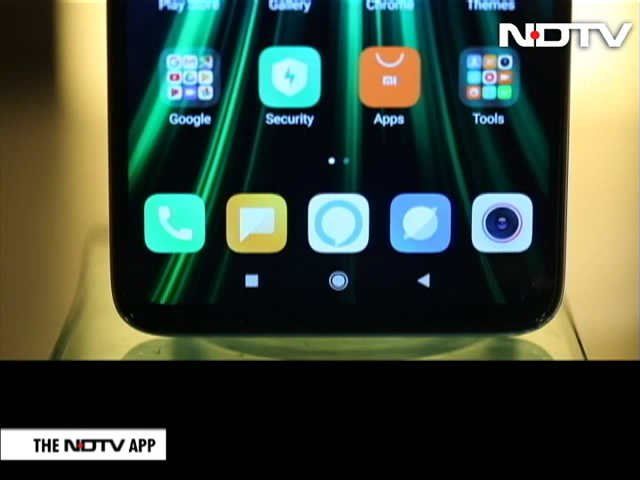 Play Store Gallery Chrome Themes
NDTV
Google Security Apps Tools
THE NDTV APP